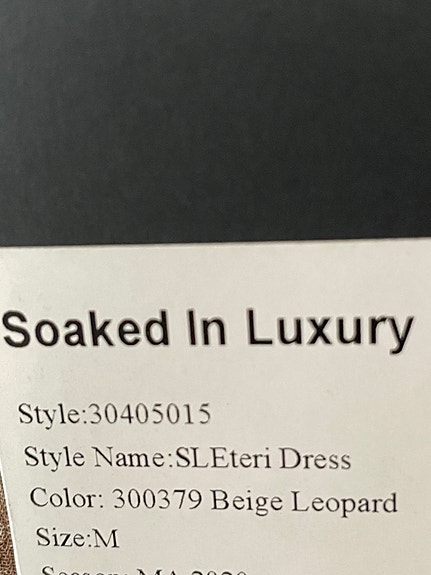 Soaked In Luxury
Style:30405015
Style Name:SLEteri Dress
Color: 300379 Beige Leopard
Size:M